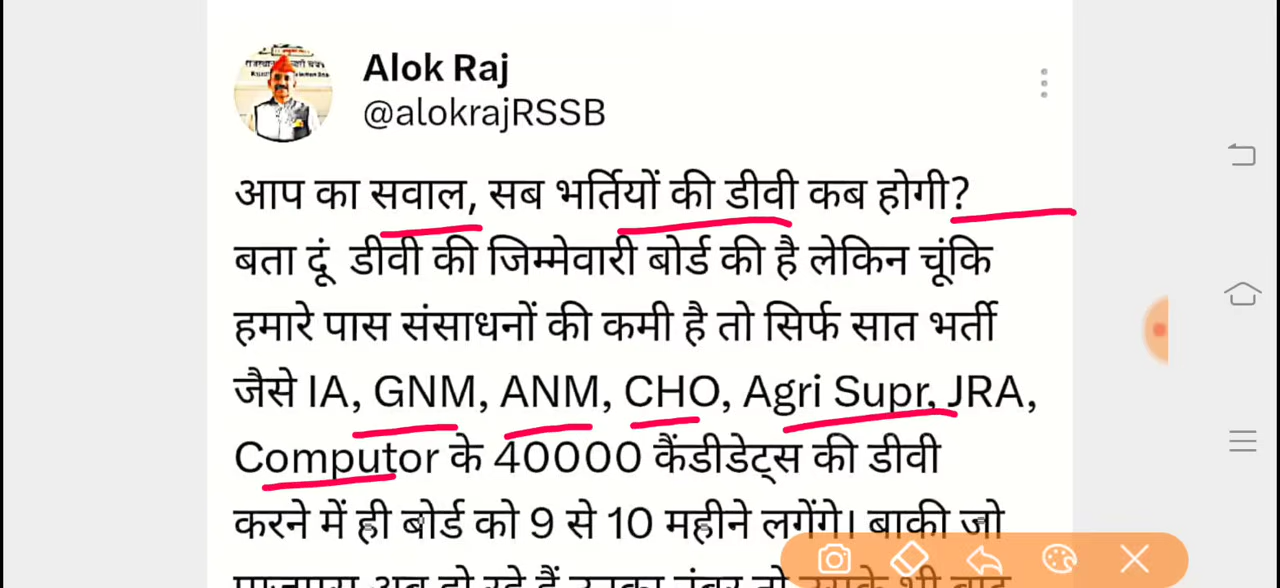 Alok Raj
@alokrajRSSB
आप का सवाल, सब भर्तियों की डीवी कब होगी?
बता दूं डीवी की जिम्मेवारी बोर्ड की है लेकिन चूंकि
हमारे पास संसाधनों की कमी है तो सिर्फ सात भर्ती
जैसे IA, GNM, ANM, CHO, Agri Supr, JRA,
Computor के 40000 कैंडीडेट्स की डीवी
करने में ही बोर्ड को 9 से 10 महीने लगेंगे। बाकी जो